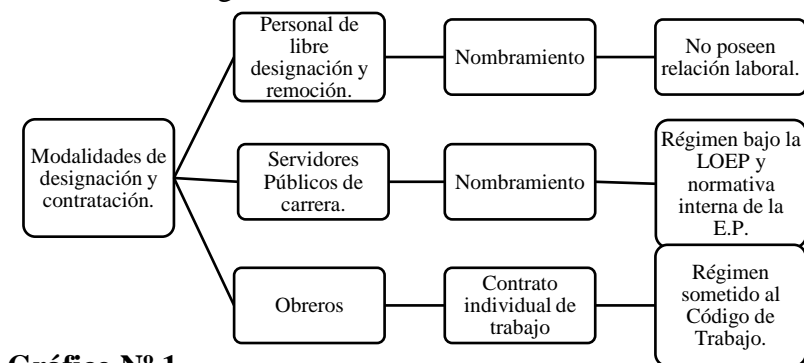 Personal de
libre
designación y
remoción.
Nombramiento
No poseen
relación laboral.
Modalidades de
designación y
contratación.
Servidores
Públicos de
carrera.
Nombramiento
Régimen bajo la
LOEP y
normativa
interna de la
E.P.
Obreros
Contrato
individual de
trabajo
Régimen
sometido al
Código de
Trabajo.
Gráfico Nº 1